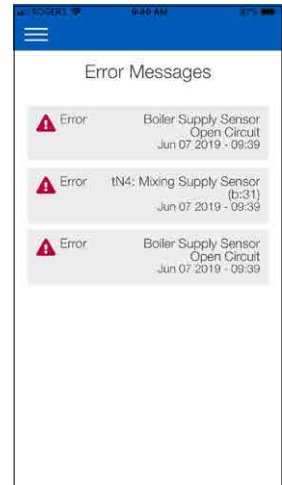 ROGERS 9:40 AM 87%
Error Messages
Error Boiler Supply Sensor
Open Circuit
Jun 07 2019 - 09:39
Error tN4: Mixing Supply Sensor
(b:31)
Jun 07 2019 - 09:39
Error Boiler Supply Sensor
Open Circuit
Jun 07 2019 - 09:39